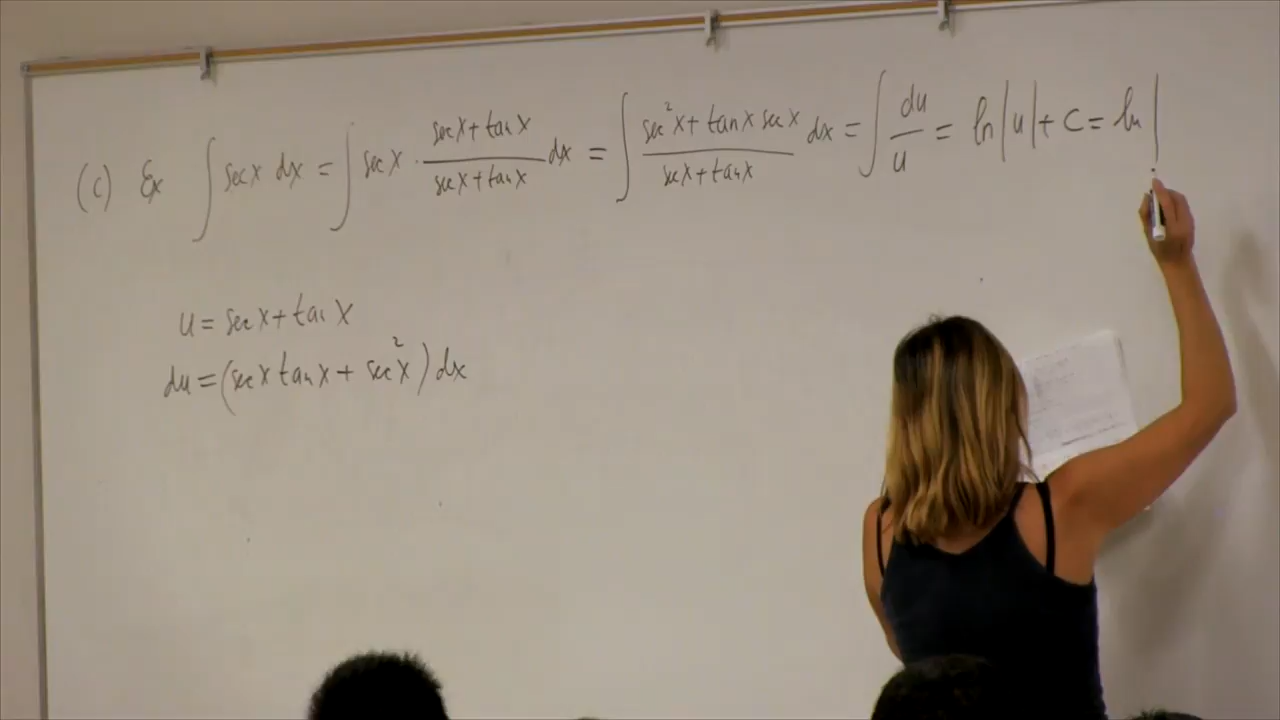 (c) Ex ∫ sec x dx = ∫ sec x · (sec x + tan x)/(sec x + tan x) dx = ∫ (sec² x + tan x sec x)/(sec x + tan x) dx = ∫ du/u = ln|u| + C = ln|
u = sec x + tan x
du = (sec x tan x + sec² x) dx